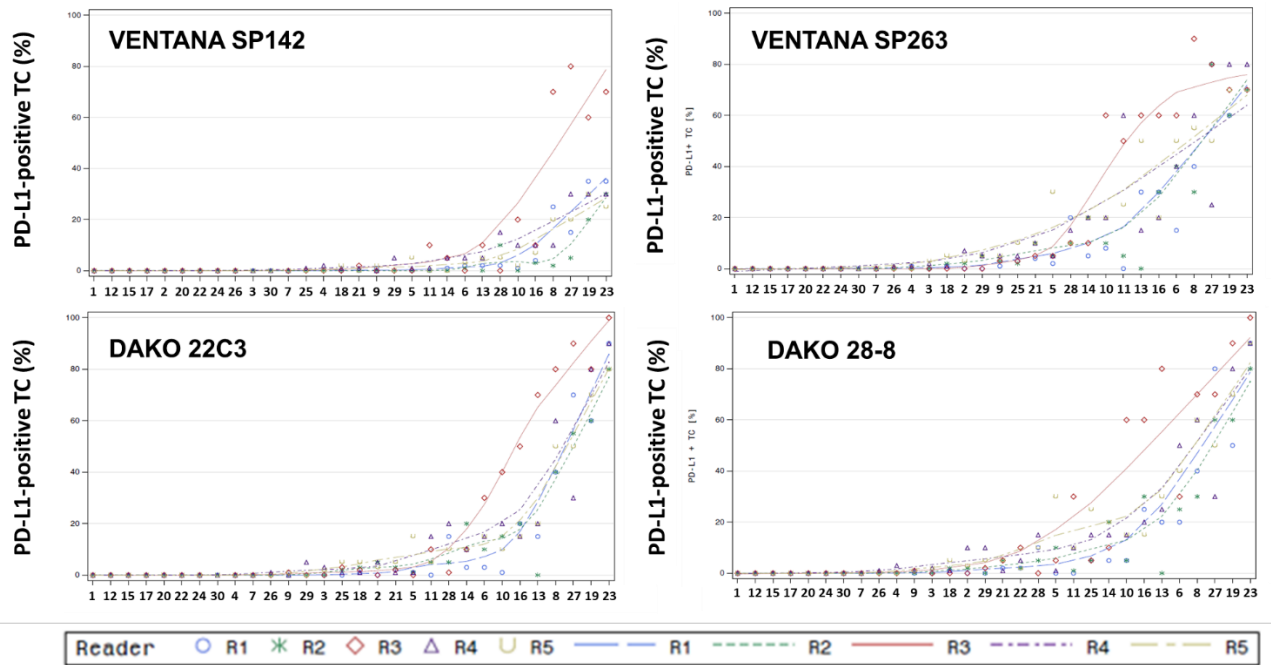 VENTANA SP142
PD-L1-positive TC (%)
100
80
60
40
20
0
1 12 15 17 2 20 22 24 26 3 30 7 25 4 18 21 9 29 5 11 14 6 13 28 10 16 8 27 19 23
VENTANA SP263
PD-L1-positive TC (%)
PD-L1+ TC [%]
100
80
60
40
20
0
1 12 15 17 20 22 24 30 7 26 4 3 18 2 29 9 25 21 5 28 14 10 11 13 16 6 8 27 19 23
DAKO 22C3
PD-L1-positive TC (%)
100
80
60
40
20
0
1 12 15 17 20 22 24 30 4 7 26 9 29 3 25 18 2 21 5 11 28 14 6 10 16 13 8 27 19 23
DAKO 28-8
PD-L1-positive TC (%)
PD-L1 + TC [%]
100
80
60
40
20
0
1 12 15 17 20 24 30 7 26 4 9 3 18 2 29 21 22 28 5 11 25 14 10 16 13 6 8 27 19 23
Reader R1 R2 R3 R4 R5 R1 R2 R3 R4 R5